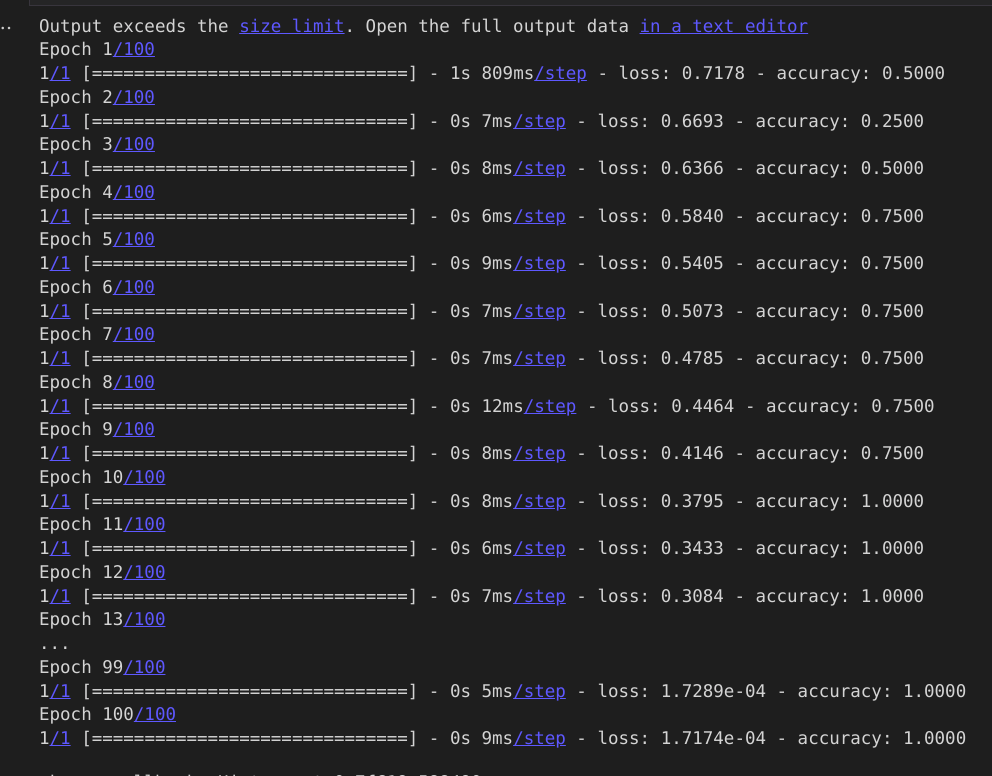 Output exceeds the size limit. Open the full output data in a text editor
Epoch 1/100
1/1 [==============================] - 1s 809ms/step - loss: 0.7178 - accuracy: 0.5000
Epoch 2/100
1/1 [==============================] - 0s 7ms/step - loss: 0.6693 - accuracy: 0.2500
Epoch 3/100
1/1 [==============================] - 0s 8ms/step - loss: 0.6366 - accuracy: 0.5000
Epoch 4/100
1/1 [==============================] - 0s 6ms/step - loss: 0.5840 - accuracy: 0.7500
Epoch 5/100
1/1 [==============================] - 0s 9ms/step - loss: 0.5405 - accuracy: 0.7500
Epoch 6/100
1/1 [==============================] - 0s 7ms/step - loss: 0.5073 - accuracy: 0.7500
Epoch 7/100
1/1 [==============================] - 0s 7ms/step - loss: 0.4785 - accuracy: 0.7500
Epoch 8/100
1/1 [==============================] - 0s 12ms/step - loss: 0.4464 - accuracy: 0.7500
Epoch 9/100
1/1 [==============================] - 0s 8ms/step - loss: 0.4146 - accuracy: 0.7500
Epoch 10/100
1/1 [==============================] - 0s 8ms/step - loss: 0.3795 - accuracy: 1.0000
Epoch 11/100
1/1 [==============================] - 0s 6ms/step - loss: 0.3433 - accuracy: 1.0000
Epoch 12/100
1/1 [==============================] - 0s 7ms/step - loss: 0.3084 - accuracy: 1.0000
Epoch 13/100
...
Epoch 99/100
1/1 [==============================] - 0s 5ms/step - loss: 1.7289e-04 - accuracy: 1.0000
Epoch 100/100
1/1 [==============================] - 0s 9ms/step - loss: 1.7174e-04 - accuracy: 1.0000